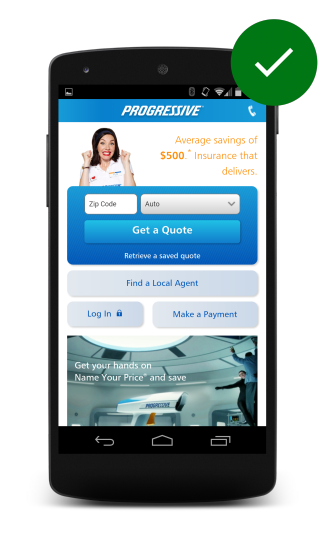 PROGRESSIVE
Average savings of
$500.* Insurance that
delivers.
Zip Code
Auto
Get a Quote
Retrieve a saved quote
Find a Local Agent
Log In
Make a Payment
Get your hands on
Name Your Price® and save
PROGRESSIVE